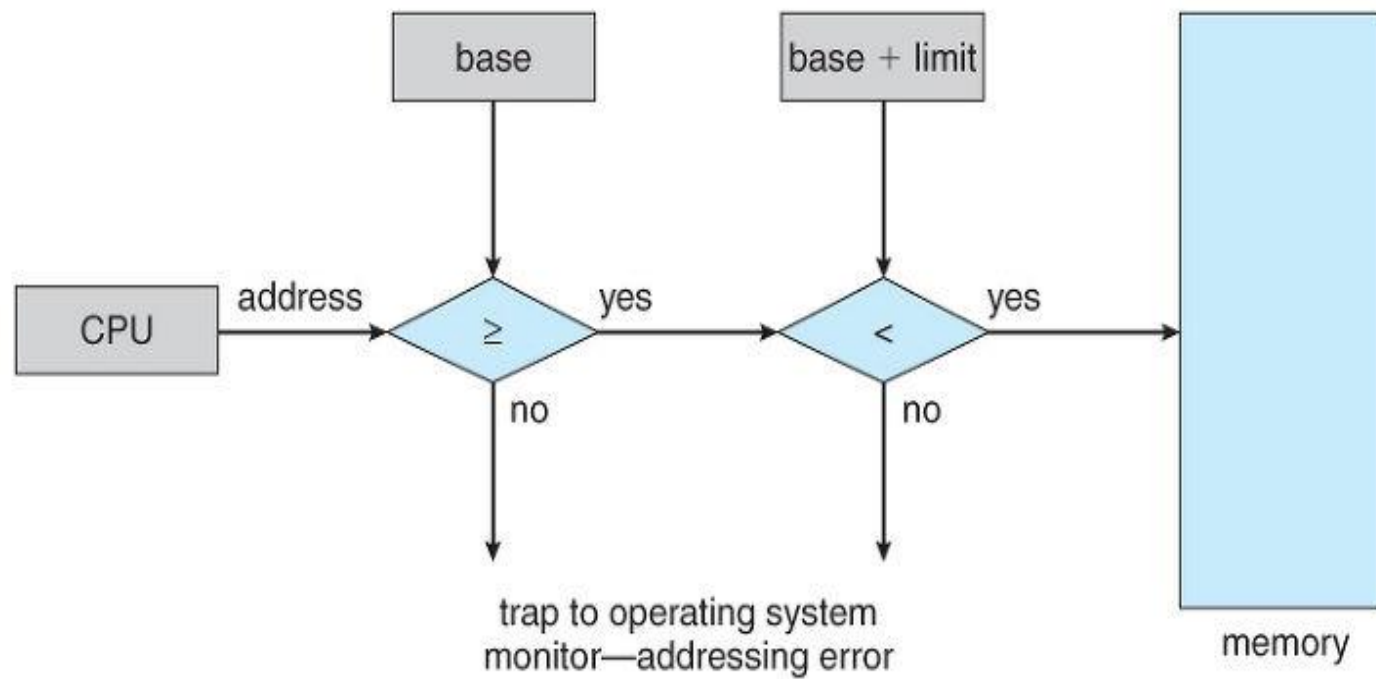 base
base + limit
CPU
address
≥
yes
<
yes
no
no
trap to operating system
monitor—addressing error
memory